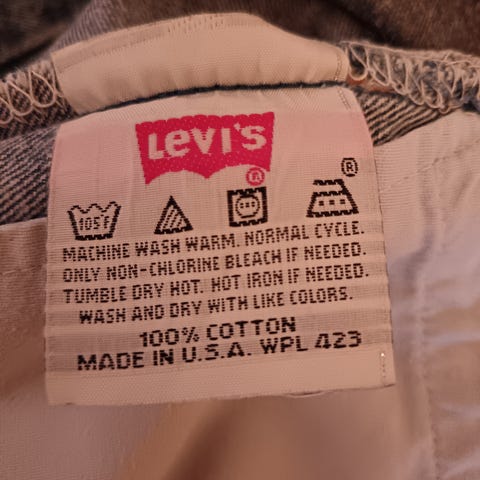 Levi's
®
105F ®
MACHINE WASH WARM. NORMAL CYCLE.
ONLY NON-CHLORINE BLEACH IF NEEDED.
TUMBLE DRY HOT. HOT IRON IF NEEDED.
WASH AND DRY WITH LIKE COLORS.
100% COTTON
MADE IN U.S.A. WPL 423